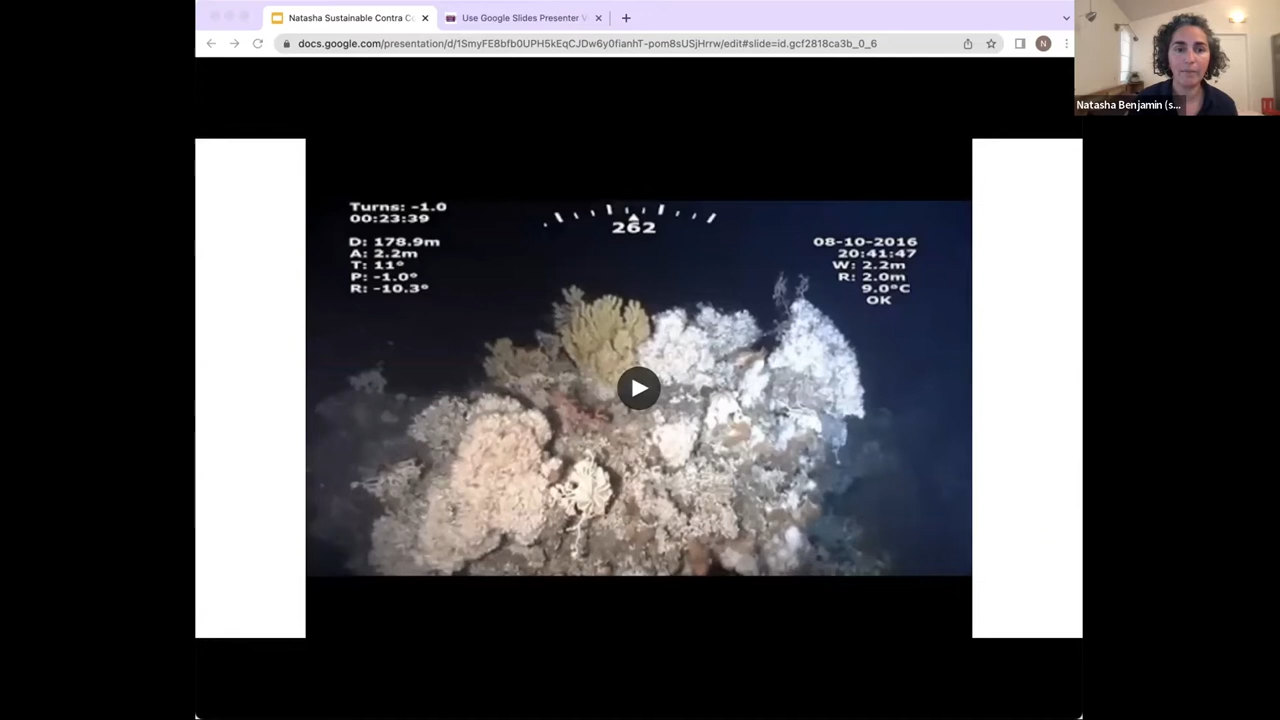 Natasha Sustainable Contra Co
Use Google Slides Presenter V
docs.google.com/presentation/d/1SmyFE8bfb0UPH5kEqCJDw6y0fianhT-pom8sUSjHrrw/edit#slide=id.gcf2818ca3b_0_6
N
Natasha Benjamin (s...
Turns: -1.0
00:23:39
D: 178.9m
A: 2.2m
T: 11°
P: -1.0°
R: -10.3°
262
08-10-2016
20:41:47
W: 2.2m
R: 2.0m
9.0°C
OK